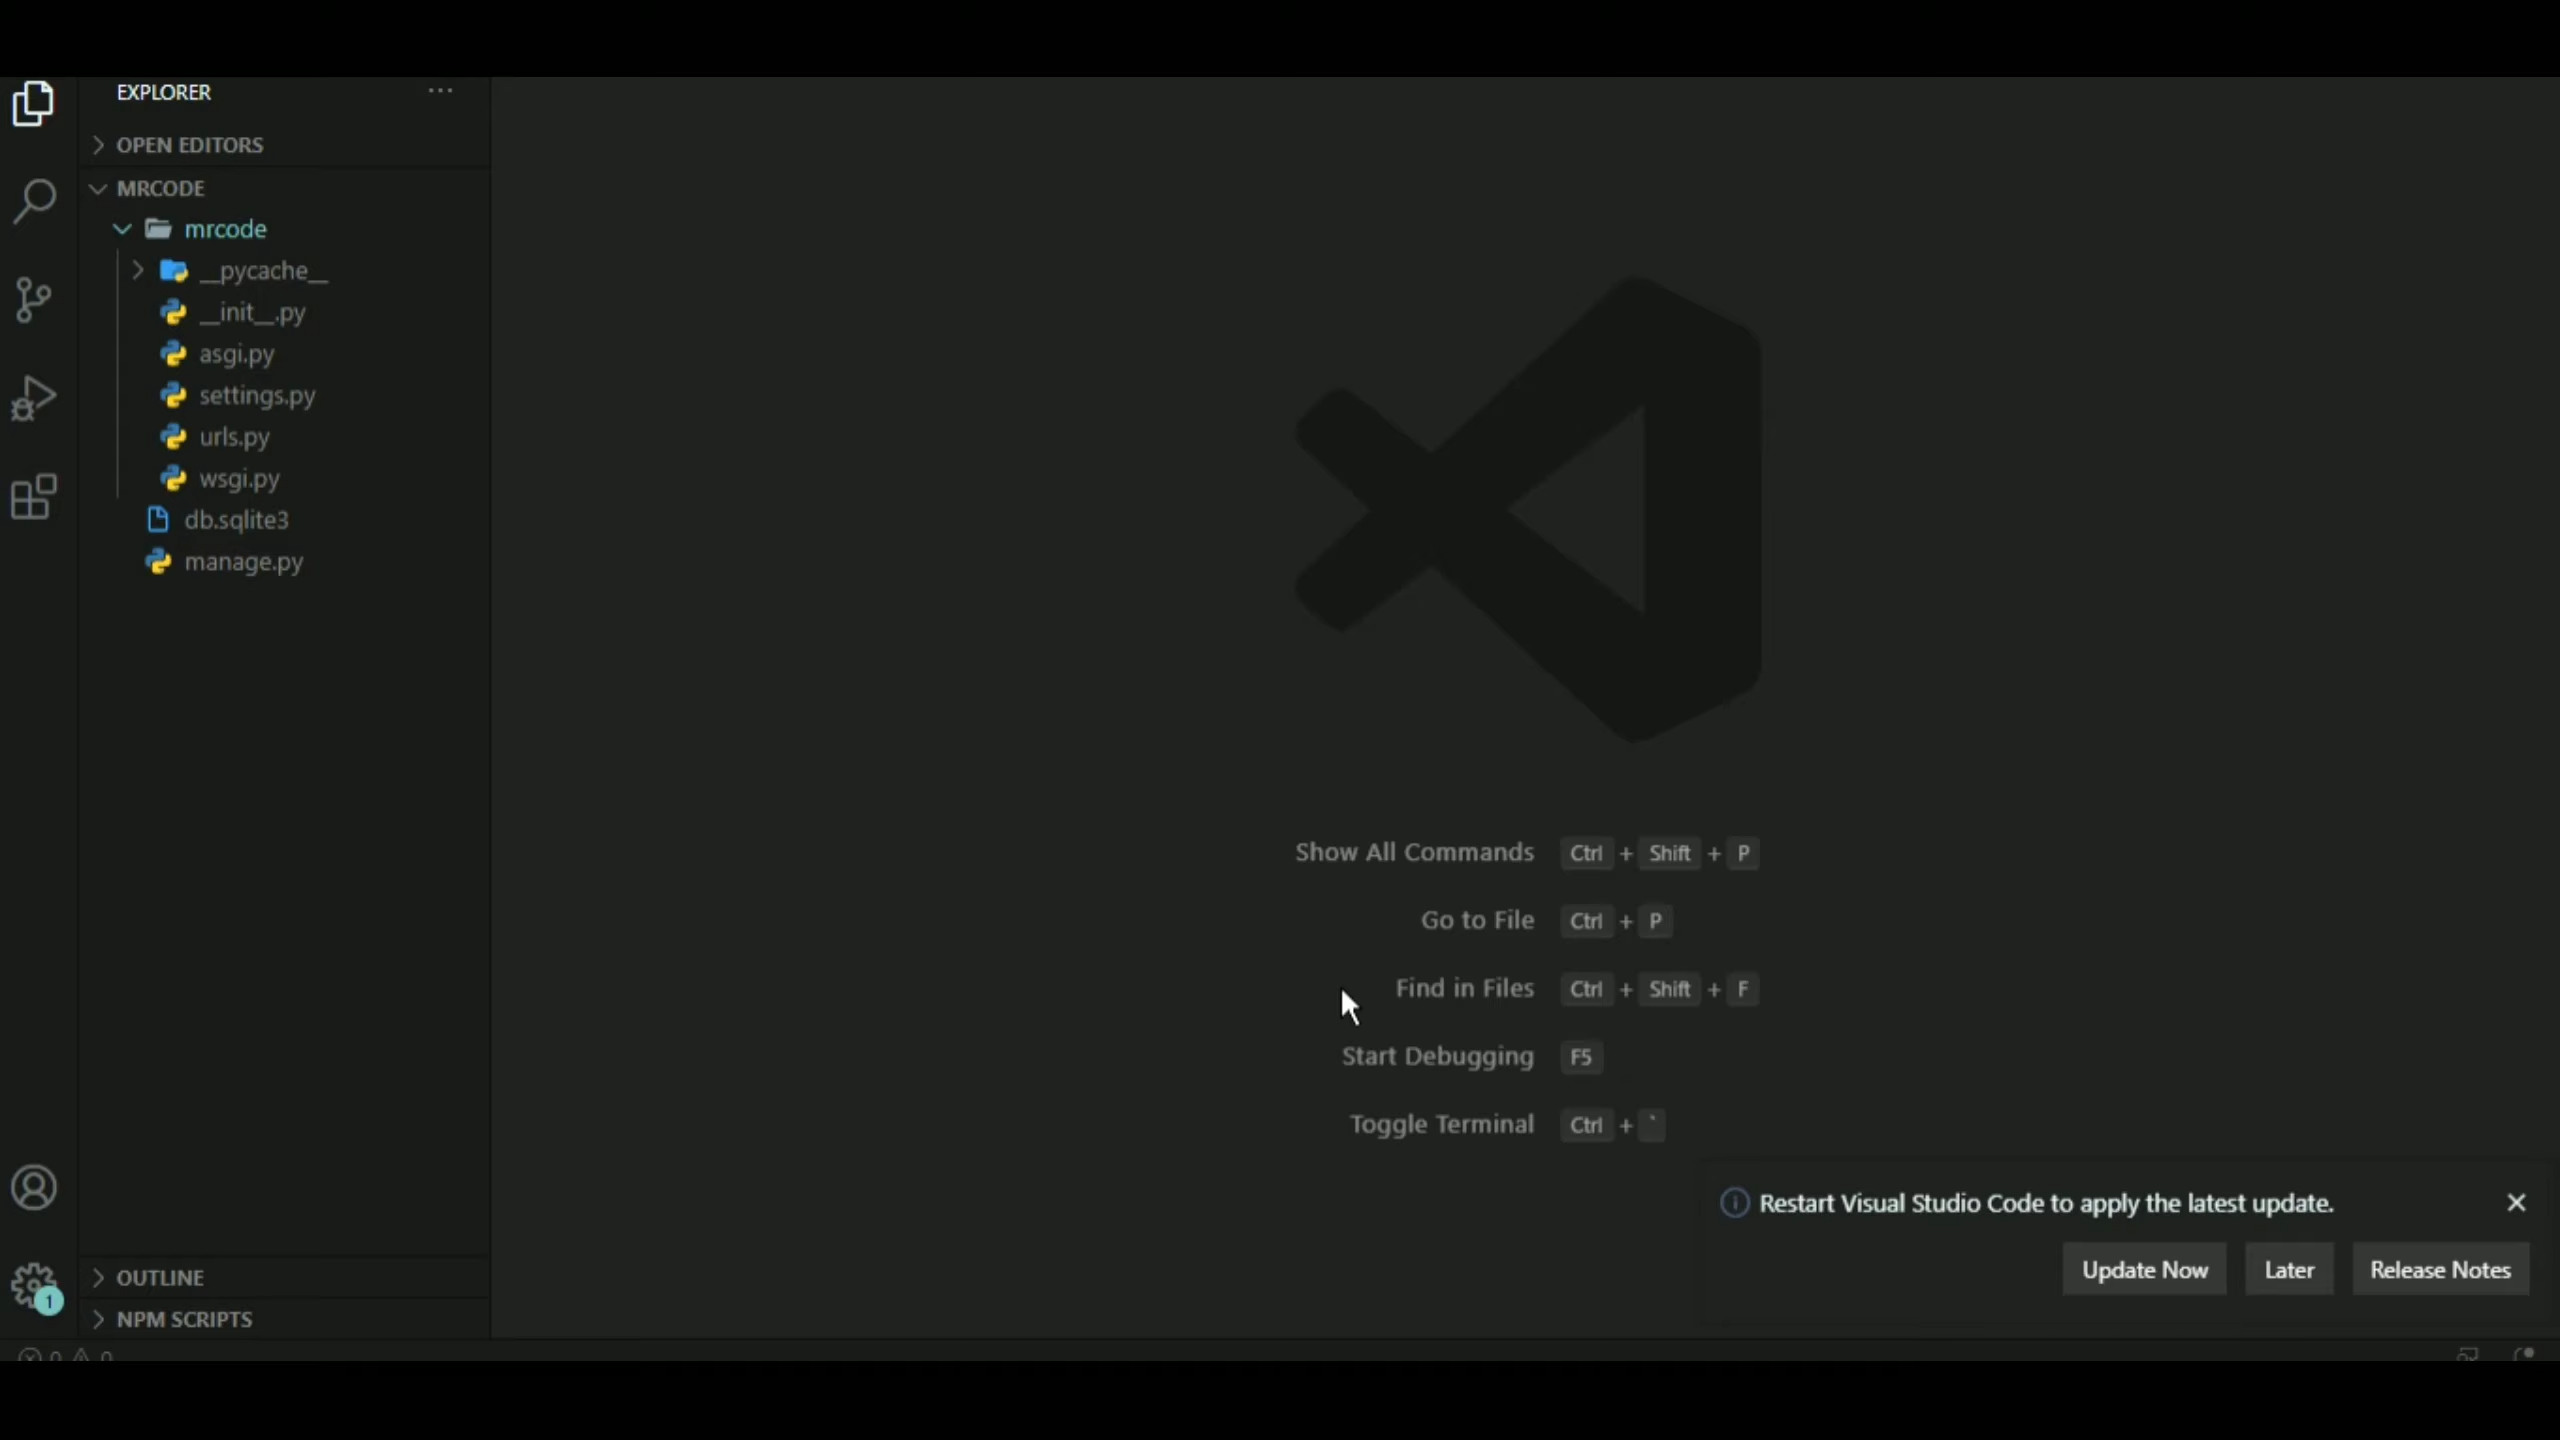 EXPLORER
OPEN EDITORS
MRCODE
mrcode
__pycache__
__init__.py
asgi.py
settings.py
urls.py
wsgi.py
db.sqlite3
manage.py
OUTLINE
NPM SCRIPTS
Show All Commands Ctrl + Shift + P
Go to File Ctrl + P
Find in Files Ctrl + Shift + F
Start Debugging F5
Toggle Terminal Ctrl + `
Restart Visual Studio Code to apply the latest update.
Update Now Later Release Notes
1